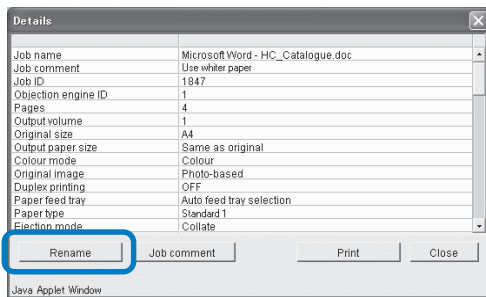 Details
Job name Microsoft Word - HC_Catalogue.doc
Job comment Use whiter paper
Job ID 1847
Objection engine ID 1
Pages 4
Output volume 1
Original size A4
Output paper size Same as original
Colour mode Colour
Original image Photo-based
Duplex printing OFF
Paper feed tray Auto feed tray selection
Paper type Standard 1
Ejection mode Collate
Rename Job comment Print Close
Java Applet Window